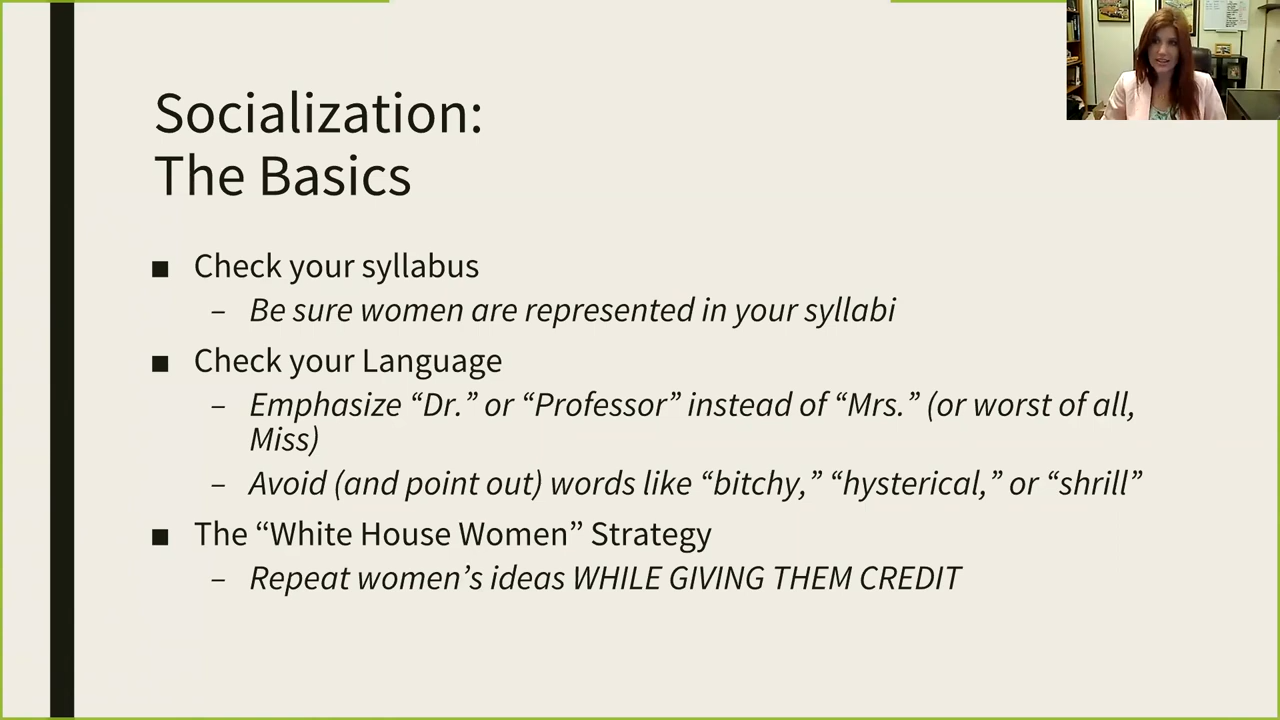 Socialization:
The Basics
■ Check your syllabus
– Be sure women are represented in your syllabi
■ Check your Language
– Emphasize “Dr.” or “Professor” instead of “Mrs.” (or worst of all,
Miss)
– Avoid (and point out) words like “bitchy,” “hysterical,” or “shrill”
■ The “White House Women” Strategy
– Repeat women’s ideas WHILE GIVING THEM CREDIT